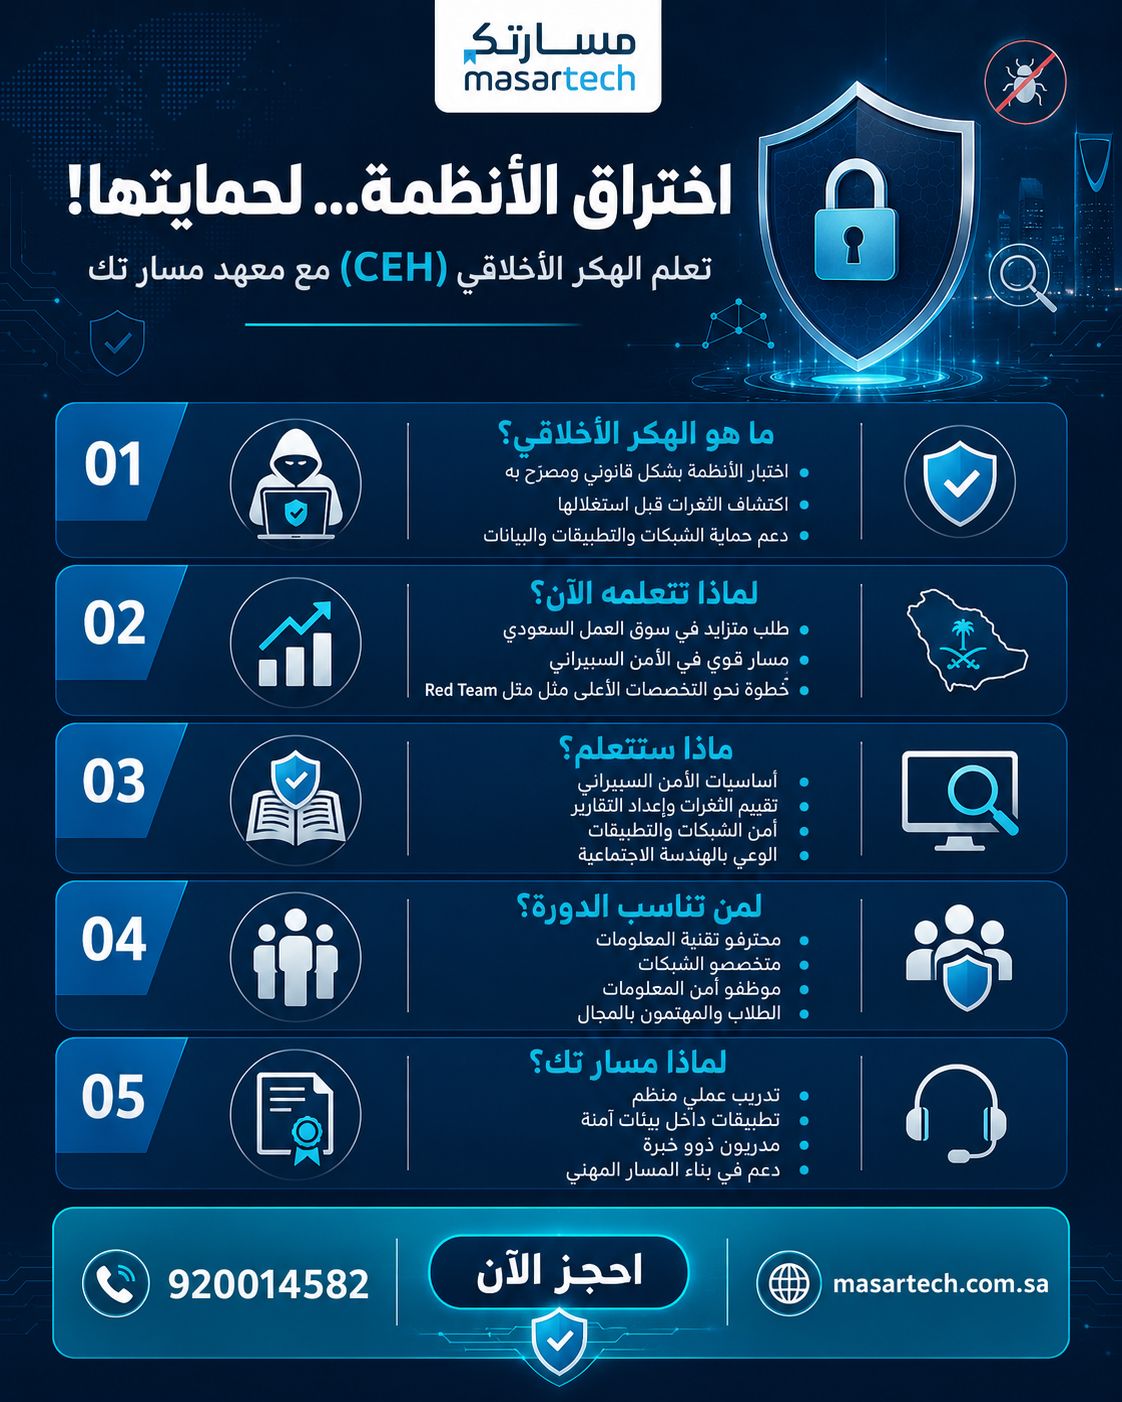 مسارتك
masartech
اختراق الأنظمة... لحمايتها!
تعلم الهكر الأخلاقي (CEH) مع معهد مسار تك
01
ما هو الهكر الأخلاقي؟
اختبار الأنظمة بشكل قانوني ومصرّح به
اكتشاف الثغرات قبل استغلالها
دعم حماية الشبكات والتطبيقات والبيانات
02
لماذا تتعلمه الآن؟
طلب متزايد في سوق العمل السعودي
مسار قوي في الأمن السيبراني
خطوة نحو التخصصات الأعلى مثل مثل Red Team
03
ماذا ستتعلم؟
أساسيات الأمن السيبراني
تقييم الثغرات وإعداد التقارير
أمن الشبكات والتطبيقات
الوعي بالهندسة الاجتماعية
04
لمن تناسب الدورة؟
محترفو تقنية المعلومات
متخصصو الشبكات
موظفو أمن المعلومات
الطلاب والمهتمون بالمجال
05
لماذا مسار تك؟
تدريب عملي منظم
تطبيقات داخل بيئات آمنة
مدربون ذوو خبرة
دعم في بناء المسار المهني
masartech.com.sa
احجز الآن
920014582